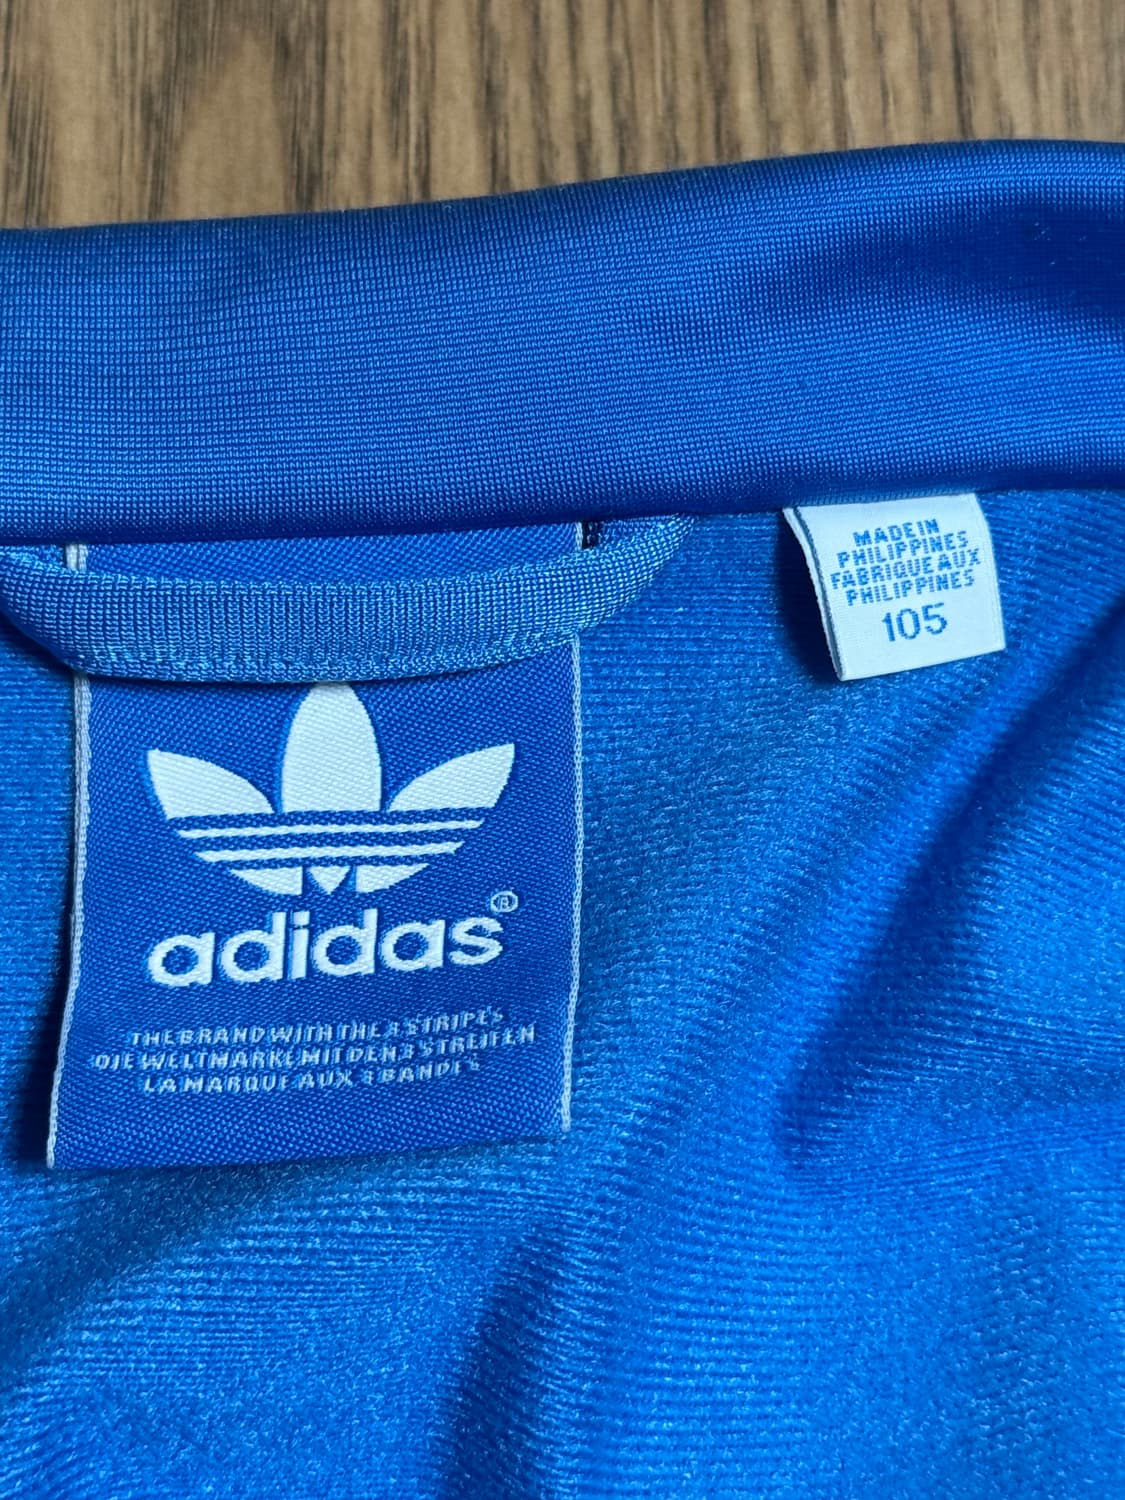 adidas®
THE BRAND WITH THE 3 STRIPES
DIE WELTMARKE MIT DEN 3 STREIFEN
LA MARQUE AUX 3 BANDES
MADE IN
PHILIPPINES
FABRIQUE AUX
PHILIPPINES
105